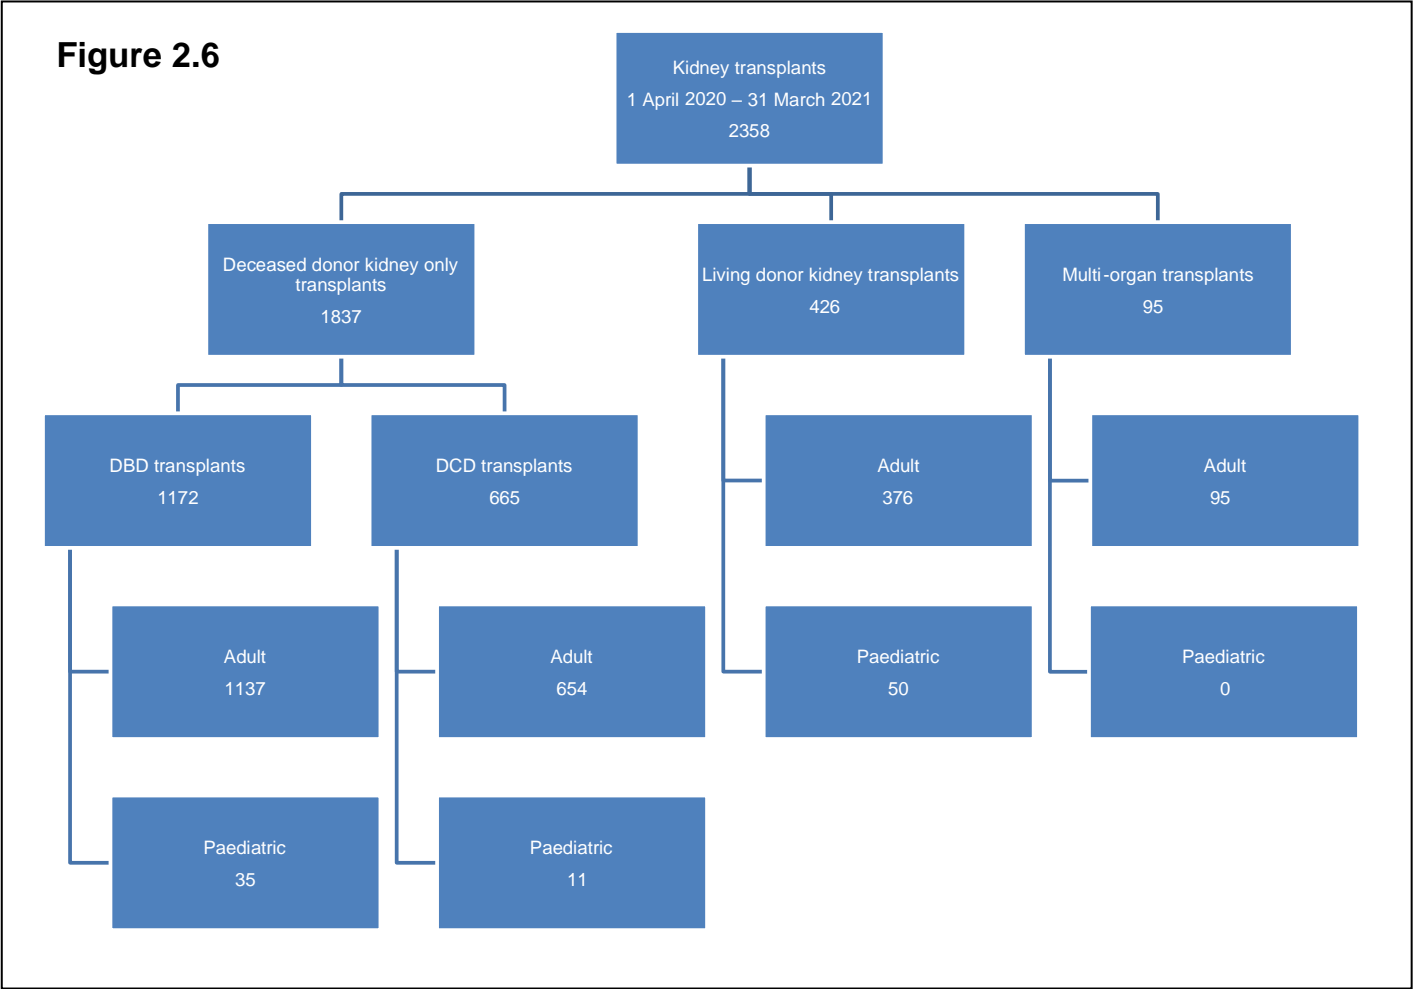 Figure 2.6
Kidney transplants
1 April 2020 – 31 March 2021
2358
Deceased donor kidney only
transplants
1837
Living donor kidney transplants
426
Multi-organ transplants
95
DBD transplants
1172
DCD transplants
665
Adult
376
Adult
95
Adult
1137
Adult
654
Paediatric
50
Paediatric
0
Paediatric
35
Paediatric
11